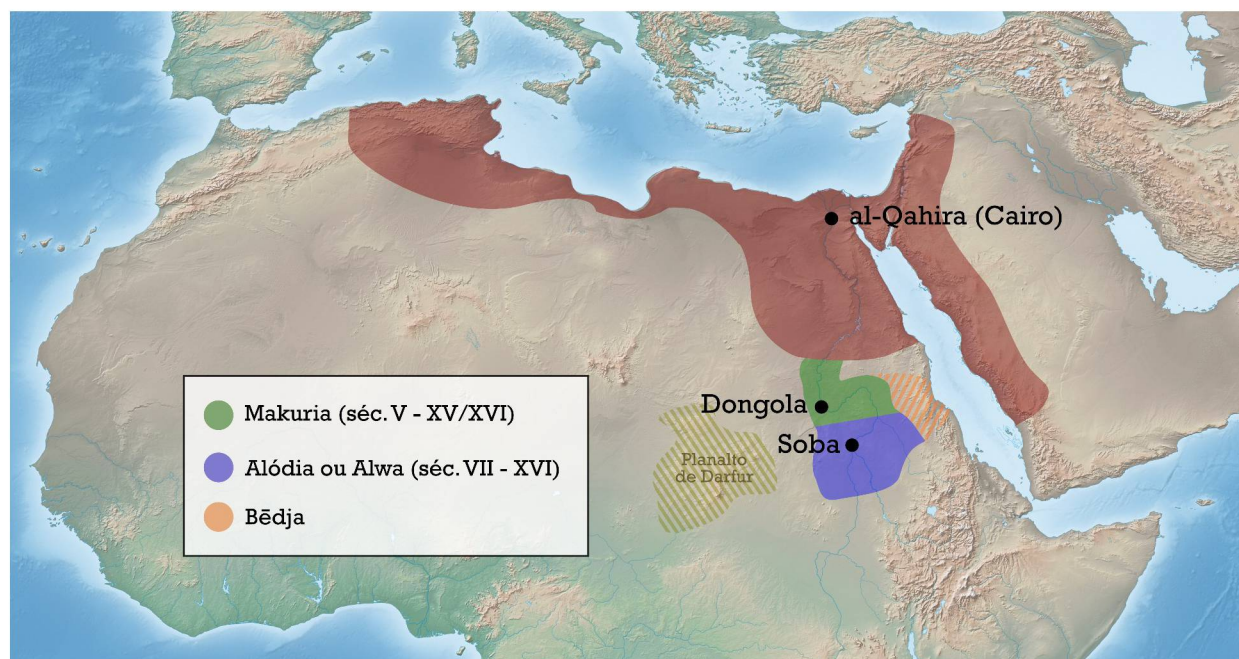 al-Qahira (Cairo)
Dongola
Soba
Planalto
de Darfur
Makuria (séc. V - XV/XVI)
Alódia ou Alwa (séc. VII - XVI)
Bēdja